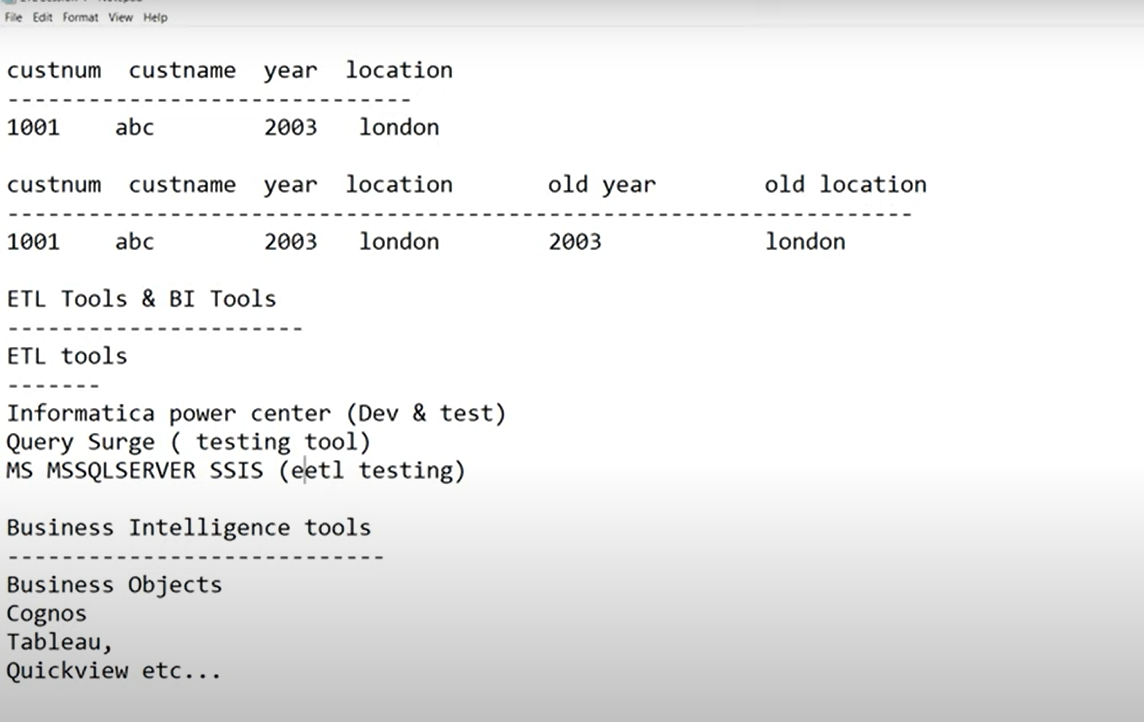 File Edit Format View Help
custnum custname year location
------------------------------
1001 abc 2003 london
custnum custname year location old year old location
-------------------------------------------------------------------
1001 abc 2003 london 2003 london
ETL Tools & BI Tools
----------------------
ETL tools
-------
Informatica power center (Dev & test)
Query Surge ( testing tool)
MS MSSQLSERVER SSIS (eetl testing)
Business Intelligence tools
----------------------------
Business Objects
Cognos
Tableau,
Quickview etc...